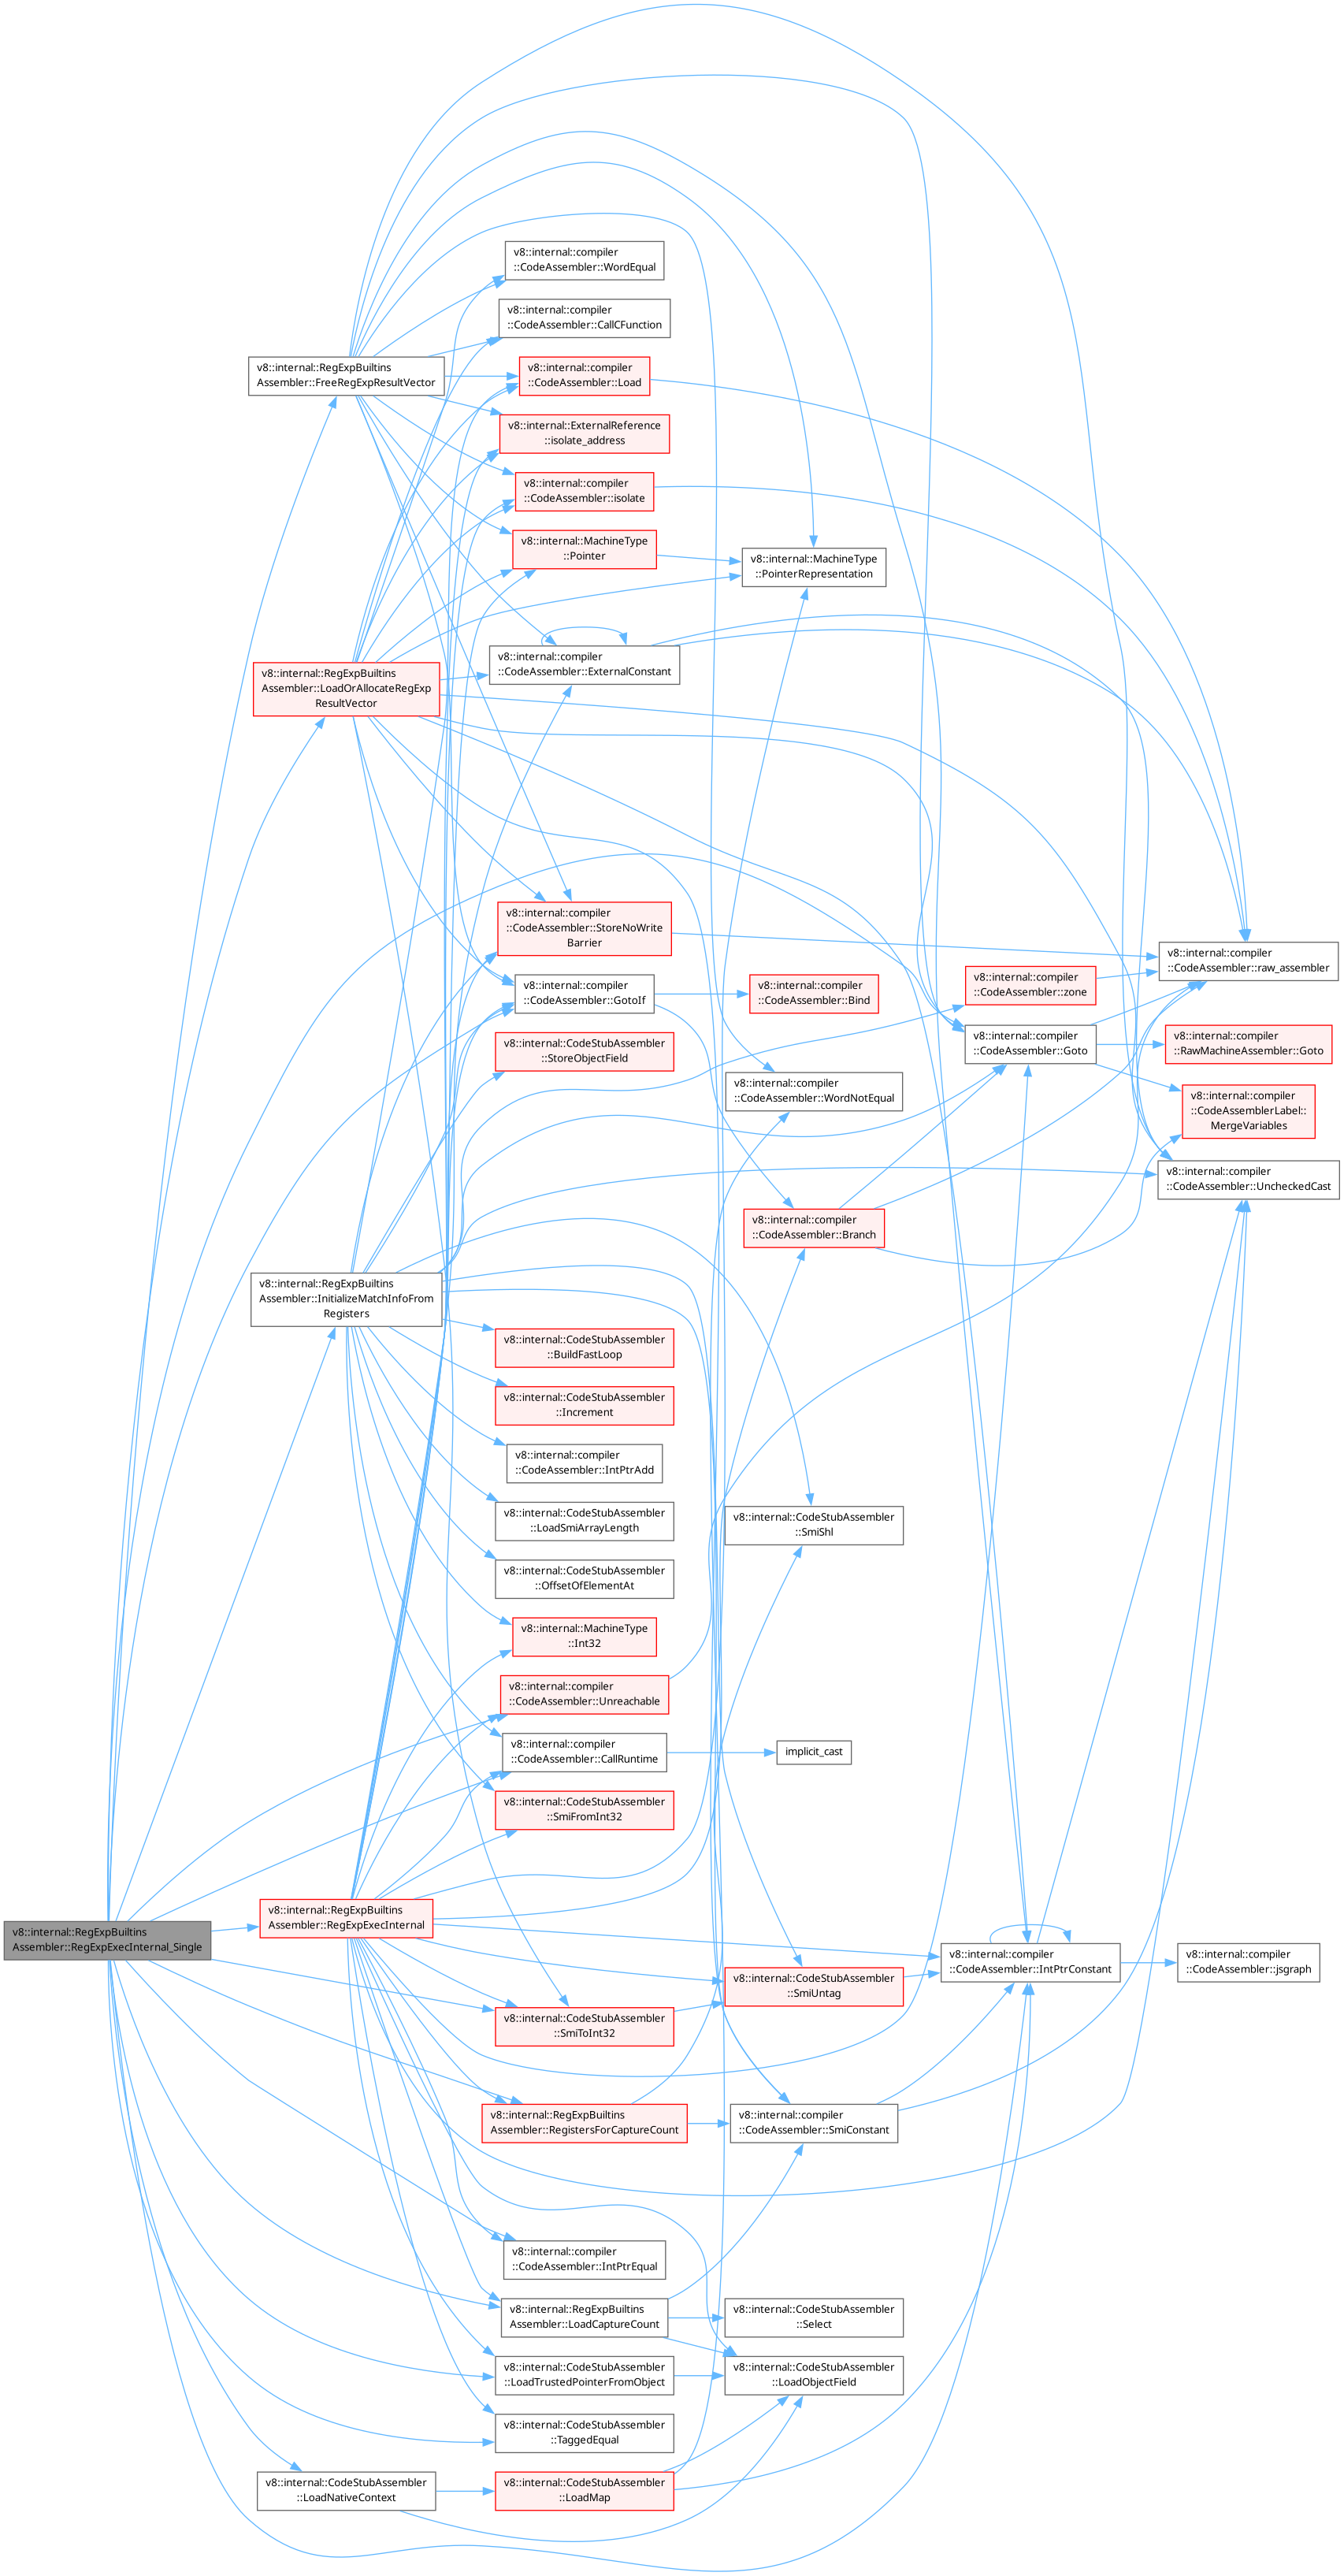 v8::internal::compiler
::CodeAssembler::WordEqual
v8::internal::compiler
::CodeAssembler::CallCFunction
v8::internal::RegExpBuiltins
Assembler::FreeRegExpResultVector
v8::internal::compiler
::CodeAssembler::Load
v8::internal::ExternalReference
::isolate_address
v8::internal::compiler
::CodeAssembler::isolate
v8::internal::MachineType
::Pointer
v8::internal::MachineType
::PointerRepresentation
v8::internal::RegExpBuiltins
Assembler::LoadOrAllocateRegExp
ResultVector
v8::internal::compiler
::CodeAssembler::ExternalConstant
v8::internal::compiler
::CodeAssembler::StoreNoWrite
Barrier
v8::internal::compiler
::CodeAssembler::raw_assembler
v8::internal::compiler
::CodeAssembler::GotoIf
v8::internal::compiler
::CodeAssembler::Bind
v8::internal::compiler
::CodeAssembler::zone
v8::internal::CodeStubAssembler
::StoreObjectField
v8::internal::compiler
::CodeAssembler::Goto
v8::internal::compiler
::RawMachineAssembler::Goto
v8::internal::compiler
::CodeAssembler::WordNotEqual
v8::internal::compiler
::CodeAssemblerLabel::
MergeVariables
v8::internal::compiler
::CodeAssembler::UncheckedCast
v8::internal::compiler
::CodeAssembler::Branch
v8::internal::RegExpBuiltins
Assembler::InitializeMatchInfoFrom
Registers
v8::internal::CodeStubAssembler
::BuildFastLoop
v8::internal::CodeStubAssembler
::Increment
v8::internal::compiler
::CodeAssembler::IntPtrAdd
v8::internal::CodeStubAssembler
::LoadSmiArrayLength
v8::internal::CodeStubAssembler
::SmiShl
v8::internal::CodeStubAssembler
::OffsetOfElementAt
v8::internal::MachineType
::Int32
v8::internal::compiler
::CodeAssembler::Unreachable
v8::internal::compiler
::CodeAssembler::CallRuntime
implicit_cast
v8::internal::CodeStubAssembler
::SmiFromInt32
v8::internal::RegExpBuiltins
Assembler::RegExpExecInternal_Single
v8::internal::RegExpBuiltins
Assembler::RegExpExecInternal
v8::internal::compiler
::CodeAssembler::IntPtrConstant
v8::internal::compiler
::CodeAssembler::jsgraph
v8::internal::CodeStubAssembler
::SmiUntag
v8::internal::CodeStubAssembler
::SmiToInt32
v8::internal::RegExpBuiltins
Assembler::RegistersForCaptureCount
v8::internal::compiler
::CodeAssembler::SmiConstant
v8::internal::compiler
::CodeAssembler::IntPtrEqual
v8::internal::RegExpBuiltins
Assembler::LoadCaptureCount
v8::internal::CodeStubAssembler
::Select
v8::internal::CodeStubAssembler
::LoadTrustedPointerFromObject
v8::internal::CodeStubAssembler
::LoadObjectField
v8::internal::CodeStubAssembler
::TaggedEqual
v8::internal::CodeStubAssembler
::LoadNativeContext
v8::internal::CodeStubAssembler
::LoadMap